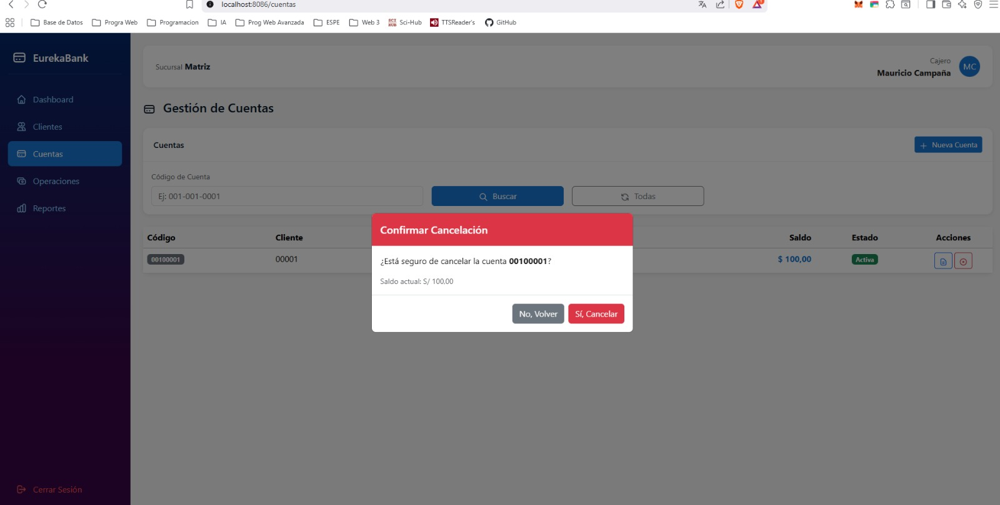 localhost:8086/cuentas
Base de Datos Progra Web Programacion IA Prog Web Avanzada ESPE Web 3 SCI HUB Sci-Hub TTSReader's GitHub
EurekaBank
Dashboard
Clientes
Cuentas
Operaciones
Reportes
Cerrar Sesión
Sucursal Matriz
Cajero
Mauricio Campaña
MC
Gestión de Cuentas
Cuentas
+ Nueva Cuenta
Código de Cuenta
Ej: 001-001-0001
Buscar
Todas
Código Cliente Saldo Estado Acciones
00100001 00001 $ 100,00 Activa
Confirmar Cancelación
¿Está seguro de cancelar la cuenta 00100001?
Saldo actual: S/ 100,00
No, Volver
Sí, Cancelar